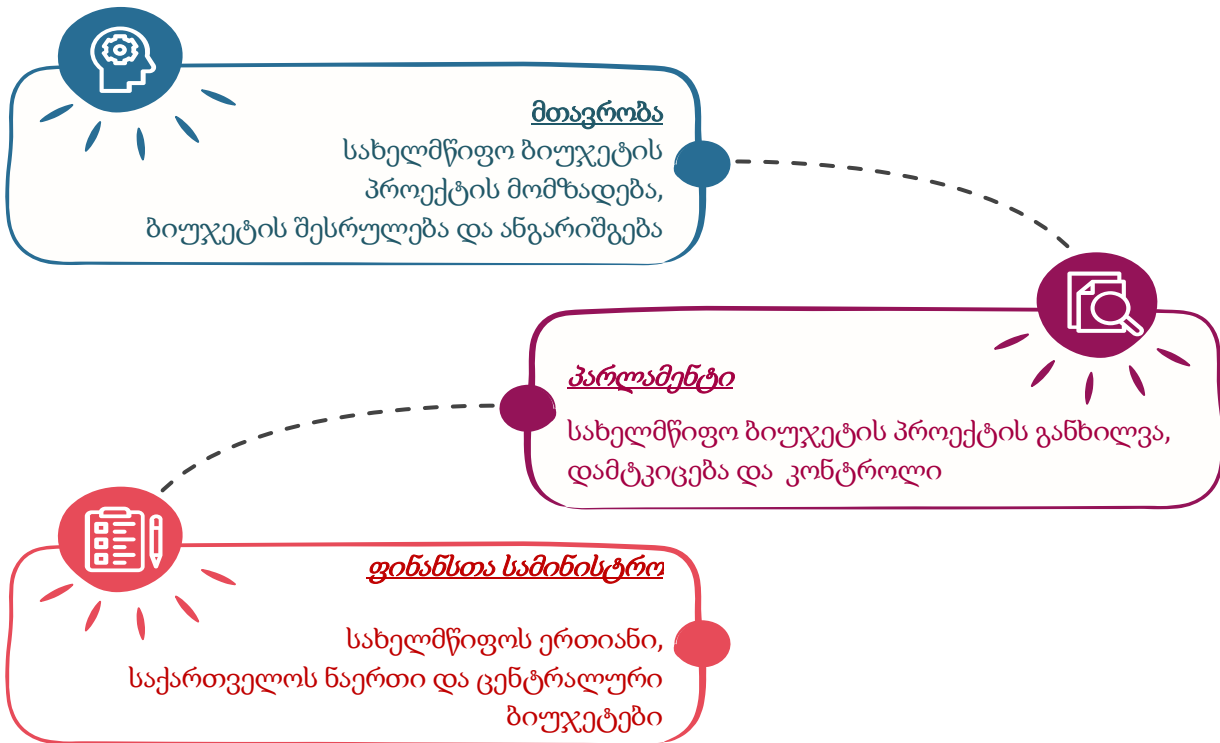 მთავრობა
სახელმწიფო ბიუჯეტის
პროექტის მომზადება,
ბიუჯეტის შესრულება და ანგარიშგება
პარლამენტი
სახელმწიფო ბიუჯეტის პროექტის განხილვა,
დამტკიცება და კონტროლი
ფინანსთა სამინისტრო
სახელმწიფოს ერთიანი,
საქართველოს ნაერთი და ცენტრალური
ბიუჯეტები